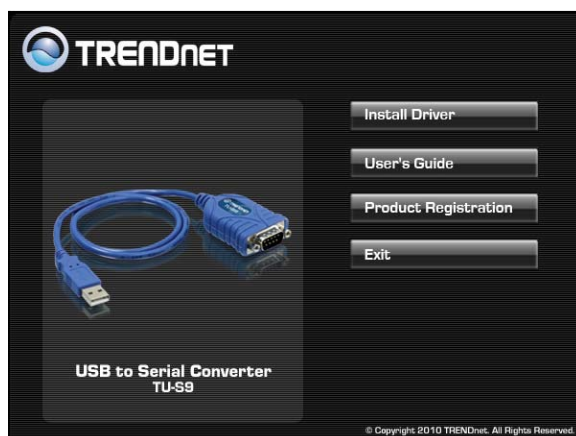 TRENDNET
Install Driver
User's Guide
Product Registration
Exit
USB to Serial Converter
TU-S9
© Copyright 2010 TRENDnet. All Rights Reserved.